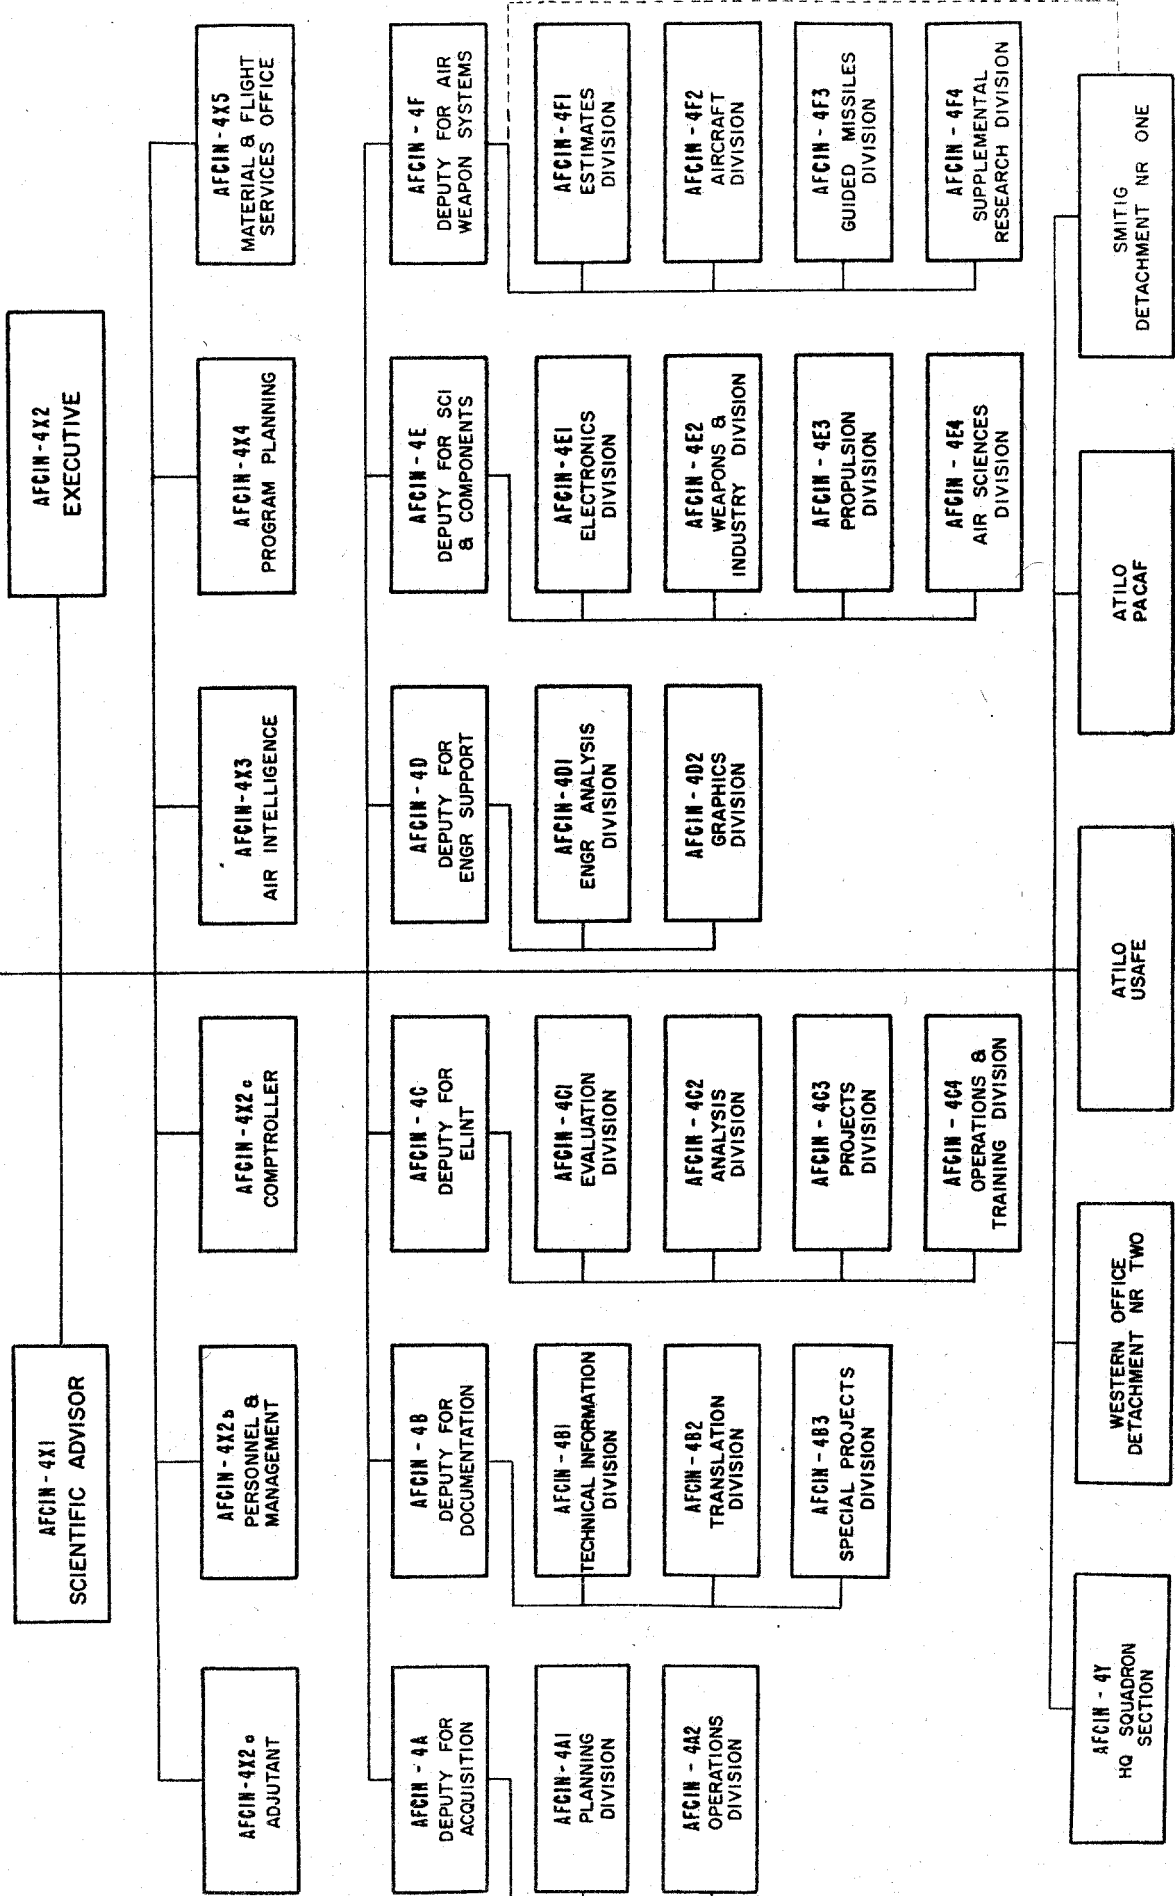 AFCIN-4X1
SCIENTIFIC ADVISOR
AFCIN-4X2
EXECUTIVE
AFCIN-4X2a
ADJUTANT
AFCIN-4X2b
PERSONNEL &
MANAGEMENT
AFCIN-4X2c
COMPTROLLER
AFCIN-4X3
AIR INTELLIGENCE
AFCIN-4X4
PROGRAM PLANNING
AFCIN-4X5
MATERIAL & FLIGHT
SERVICES OFFICE
AFCIN-4A
DEPUTY FOR
ACQUISITION
AFCIN-4A1
PLANNING
DIVISION
AFCIN-4A2
OPERATIONS
DIVISION
AFCIN-4B
DEPUTY FOR
DOCUMENTATION
AFCIN-4B1
TECHNICAL INFORMATION
DIVISION
AFCIN-4B2
TRANSLATION
DIVISION
AFCIN-4B3
SPECIAL PROJECTS
DIVISION
AFCIN-4C
DEPUTY FOR
ELINT
AFCIN-4C1
EVALUATION
DIVISION
AFCIN-4C2
ANALYSIS
DIVISION
AFCIN-4C3
PROJECTS
DIVISION
AFCIN-4C4
OPERATIONS &
TRAINING DIVISION
AFCIN-4D
DEPUTY FOR
ENGR SUPPORT
AFCIN-4D1
ENGR ANALYSIS
DIVISION
AFCIN-4D2
GRAPHICS
DIVISION
AFCIN-4E
DEPUTY FOR SCI
& COMPONENTS
AFCIN-4E1
ELECTRONICS
DIVISION
AFCIN-4E2
WEAPONS &
INDUSTRY DIVISION
AFCIN-4E3
PROPULSION
DIVISION
AFCIN-4E4
AIR SCIENCES
DIVISION
AFCIN-4F
DEPUTY FOR AIR
WEAPON SYSTEMS
AFCIN-4F1
ESTIMATES
DIVISION
AFCIN-4F2
AIRCRAFT
DIVISION
AFCIN-4F3
GUIDED MISSILES
DIVISION
AFCIN-4F4
SUPPLEMENTAL
RESEARCH DIVISION
AFCIN-4Y
HQ SQUADRON
SECTION
WESTERN OFFICE
DETACHMENT NR TWO
ATILO
USAFE
ATILO
PACAF
SMITIG
DETACHMENT NR ONE